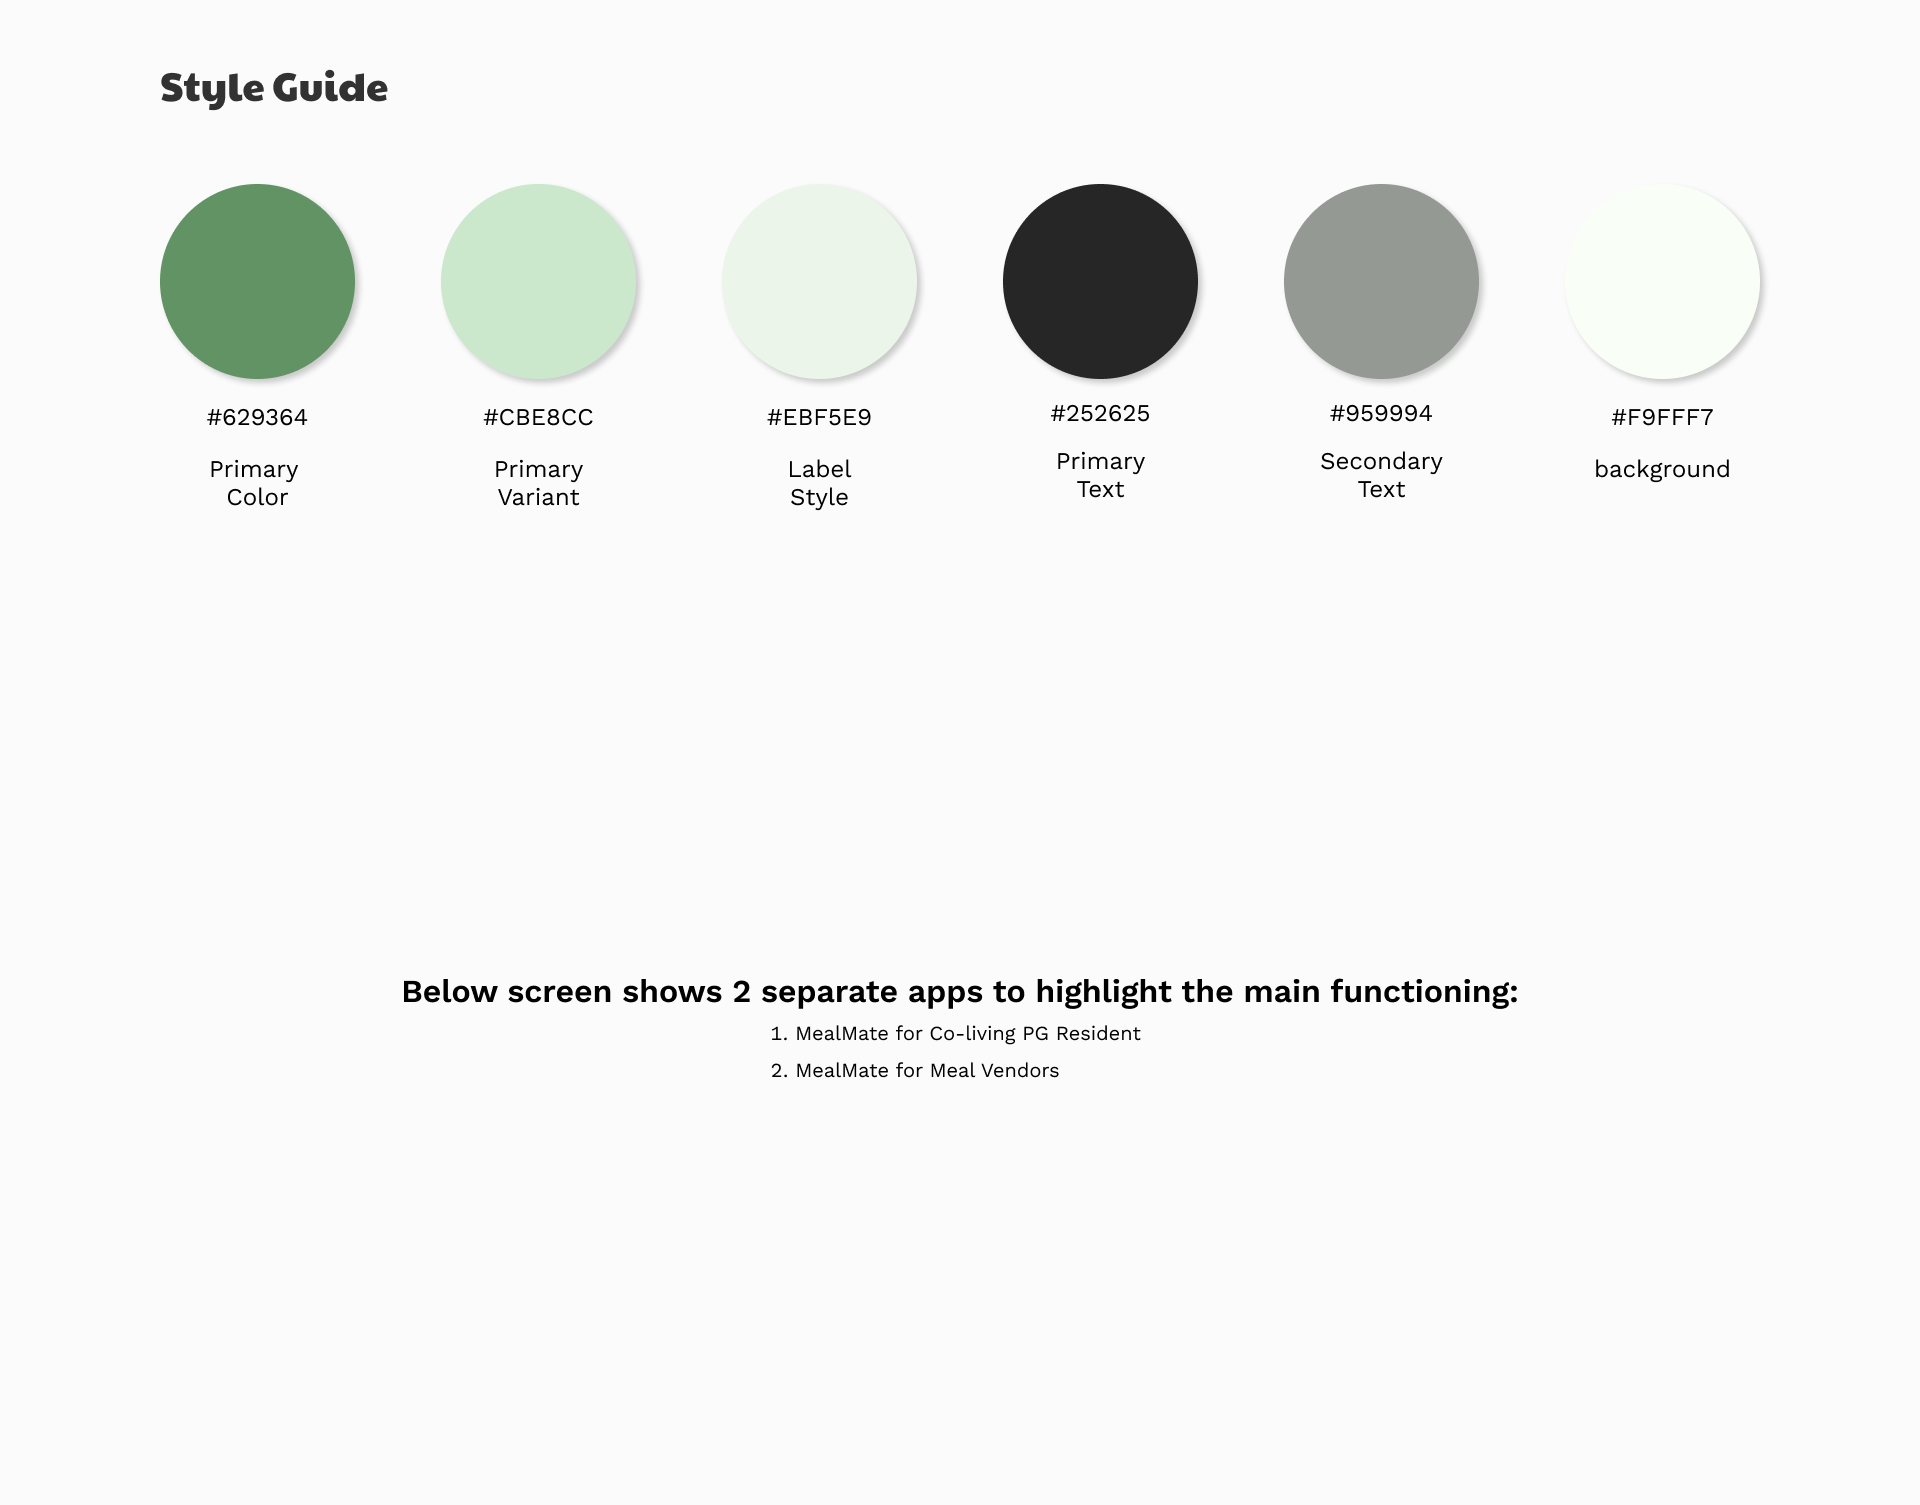 Style Guide
#629364
Primary
Color
#CBE8CC
Primary
Variant
#EBF5E9
Label
Style
#252625
Primary
Text
#959994
Secondary
Text
#F9FFF7
background
Below screen shows 2 separate apps to highlight the main functioning:
1. MealMate for Co-living PG Resident
2. MealMate for Meal Vendors